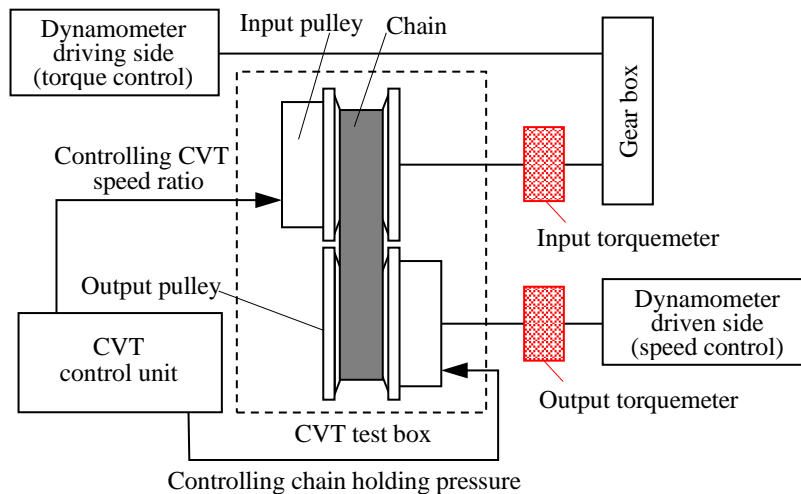 Dynamometer
driving side
(torque control)
Input pulley
Chain
Gear box
Controlling CVT
speed ratio
Input torquemeter
Output pulley
Dynamometer
driven side
(speed control)
CVT
control unit
Output torquemeter
CVT test box
Controlling chain holding pressure